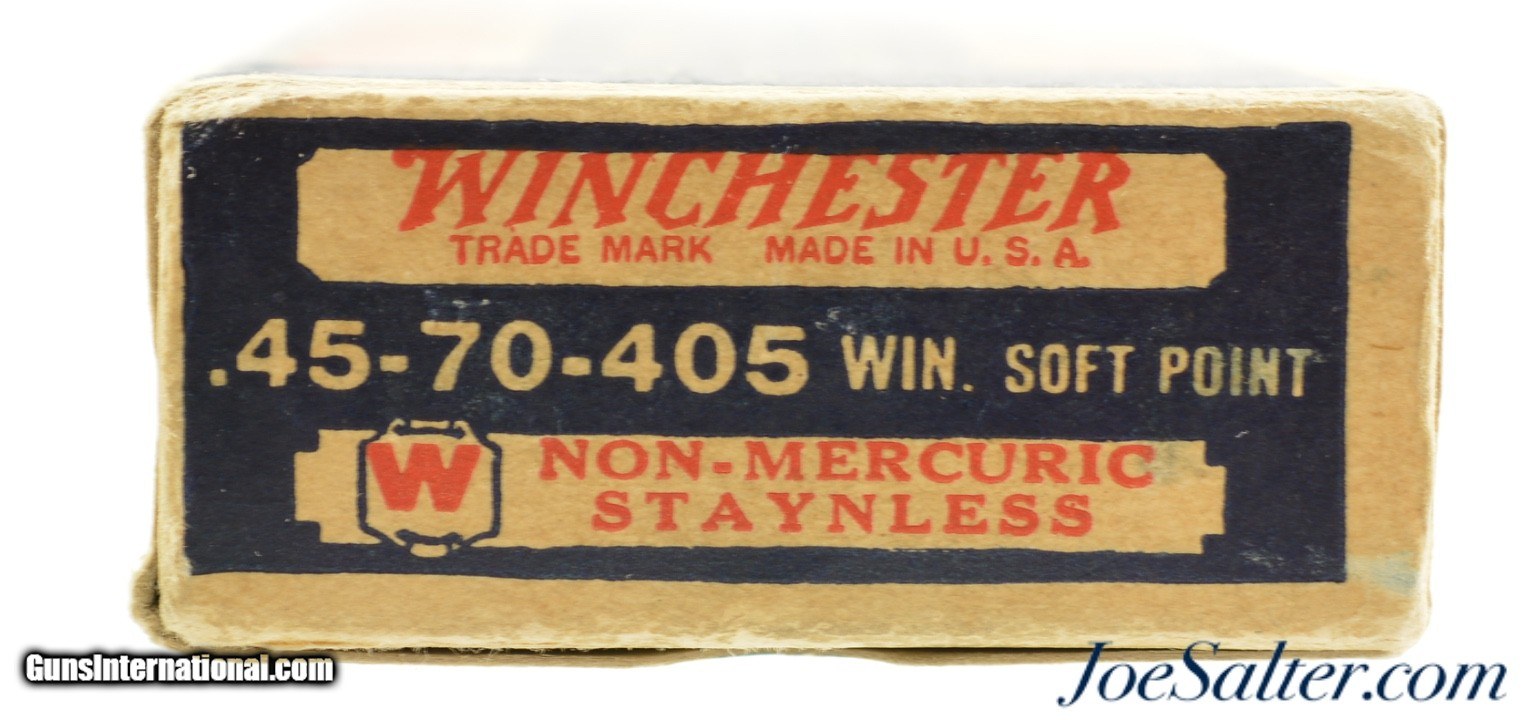 WINCHESTER
TRADE MARK MADE IN U. S. A.
.45-70-405 WIN. SOFT POINT
W
NON-MERCURIC
STAYNLESS
GunsInternational.com
JoeSalter.com